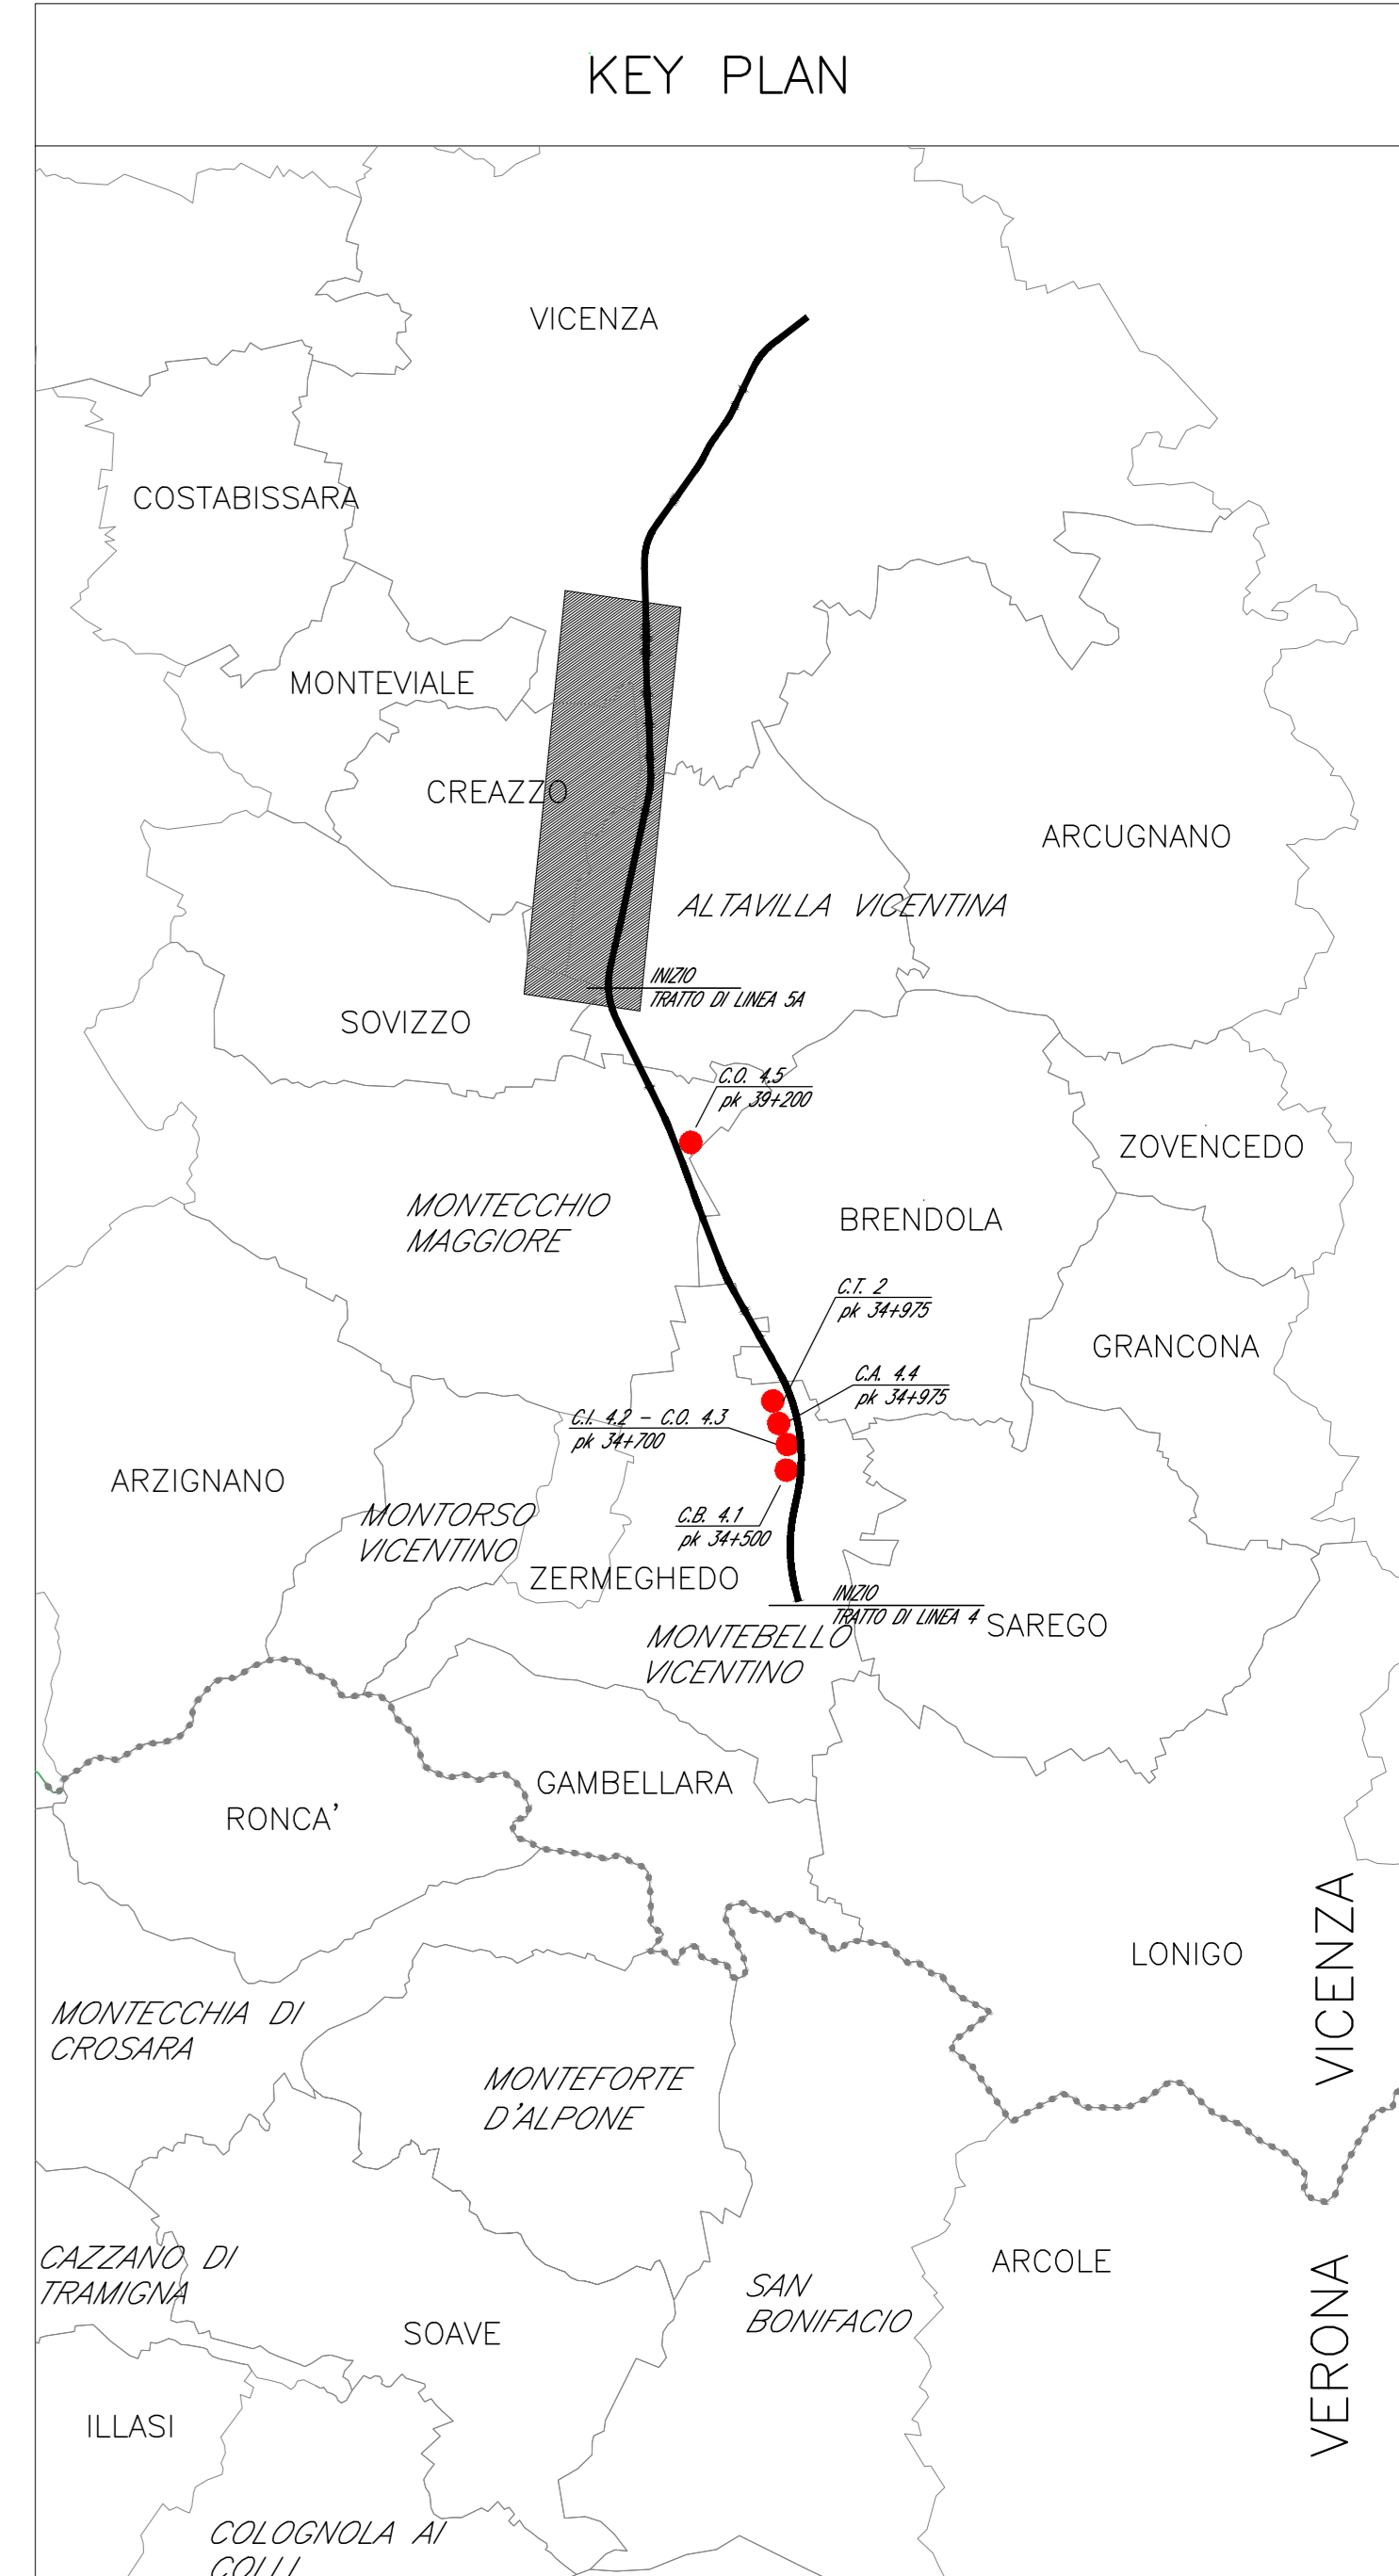 KEY PLAN
VICENZA
COSTABISSARA
MONTEVIALE
CREAZZO
ARCUGNANO
ALTAVILLA VICENTINA
INIZIO
TRATTO DI LINEA 5A
SOVIZZO
C.O. 4.5
pk 39+200
ZOVENCEDO
MONTECCHIO
MAGGIORE
BRENDOLA
C.T. 2
pk 34+975
GRANCONA
C.A. 4.4
pk 34+975
C.I. 4.2 - C.O. 4.3
pk 34+700
ARZIGNANO
MONTORSO
VICENTINO
C.B. 4.1
pk 34+500
ZERMEGHEDO
INIZIO
TRATTO DI LINEA 4
SAREGO
MONTEBELLO
VICENTINO
GAMBELLARA
RONCA'
LONIGO
VICENZA
MONTECCHIA DI
CROSARA
MONTEFORTE
D'ALPONE
CAZZANO DI
TRAMIGNA
ARCOLE
SAN
BONIFACIO
VERONA
SOAVE
ILLASI
COLOGNOLA AI
COLLI